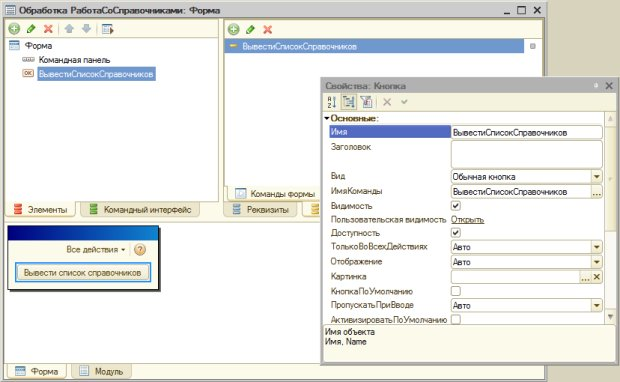 Обработка РаботаСоСправочниками: Форма
Форма
Командная панель
ВывестиСписокСправочников
Элементы
Командный интерфейс
ВывестиСписокСправочников
Команды формы
Реквизиты
Свойства: Кнопка
Основные:
Имя ВывестиСписокСправочников
Заголовок
Вид Обычная кнопка
ИмяКоманды ВывестиСписокСправочников ...
Видимость
Пользовательская видимость Открыть
Доступность
ТолькоВоВсехДействиях Авто
Отображение Авто
Картинка ...
КнопкаПоУмолчанию
ПропускатьПриВводе Авто
АктивизироватьПоУмолчанию
Имя объекта
Имя, Name
Все действия
Вывести список справочников
Форма
Модуль